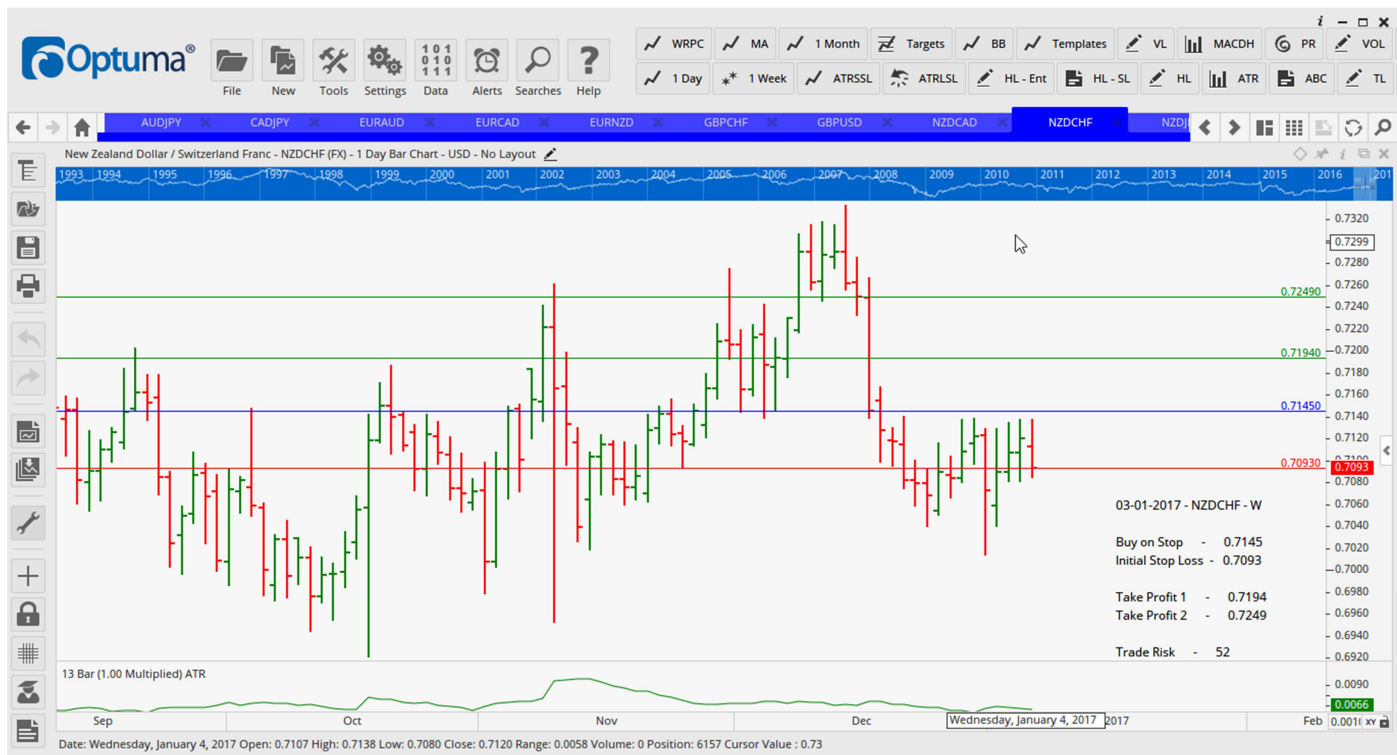 Optuma®
File New Tools Settings Data Alerts Searches Help
WRPC MA 1 Month Targets BB Templates VL MACDH PR VOL
1 Day 1 Week ATRSSL ATRLSL HL - Ent HL - SL HL ATR ABC TL
AUDJPY CADJPY EURAUD EURCAD EURNZD GBPCHF GBPUSD NZDCAD NZDCHF
New Zealand Dollar / Switzerland Franc - NZDCHF (FX) - 1 Day Bar Chart - USD - No Layout
1993 1994 1995 1996 1997 1998 1999 2000 2001 2002 2003 2004 2005 2006 2007 2008 2009 2010 2011 2012 2013 2014 2015 2016 201
0.7320
0.7299
0.7280
0.7260
0.72490
0.7240
0.7220
0.7200
0.71940
0.7180
0.7160
0.71450
0.7140
0.7120
0.7100
0.70930
0.7093
0.7080
0.7060
0.7040
0.7020
0.7000
0.6980
0.6960
0.6940
0.6920
03-01-2017 - NZDCHF - W
Buy on Stop - 0.7145
Initial Stop Loss - 0.7093
Take Profit 1 - 0.7194
Take Profit 2 - 0.7249
Trade Risk - 52
13 Bar (1.00 Multiplied) ATR
0.0090
0.0066
Sep Oct Nov Dec Wednesday, January 4, 2017 2017 Feb XY
Date: Wednesday, January 4, 2017 Open: 0.7107 High: 0.7138 Low: 0.7080 Close: 0.7120 Range: 0.0058 Volume: 0 Position: 6157 Cursor Value : 0.73